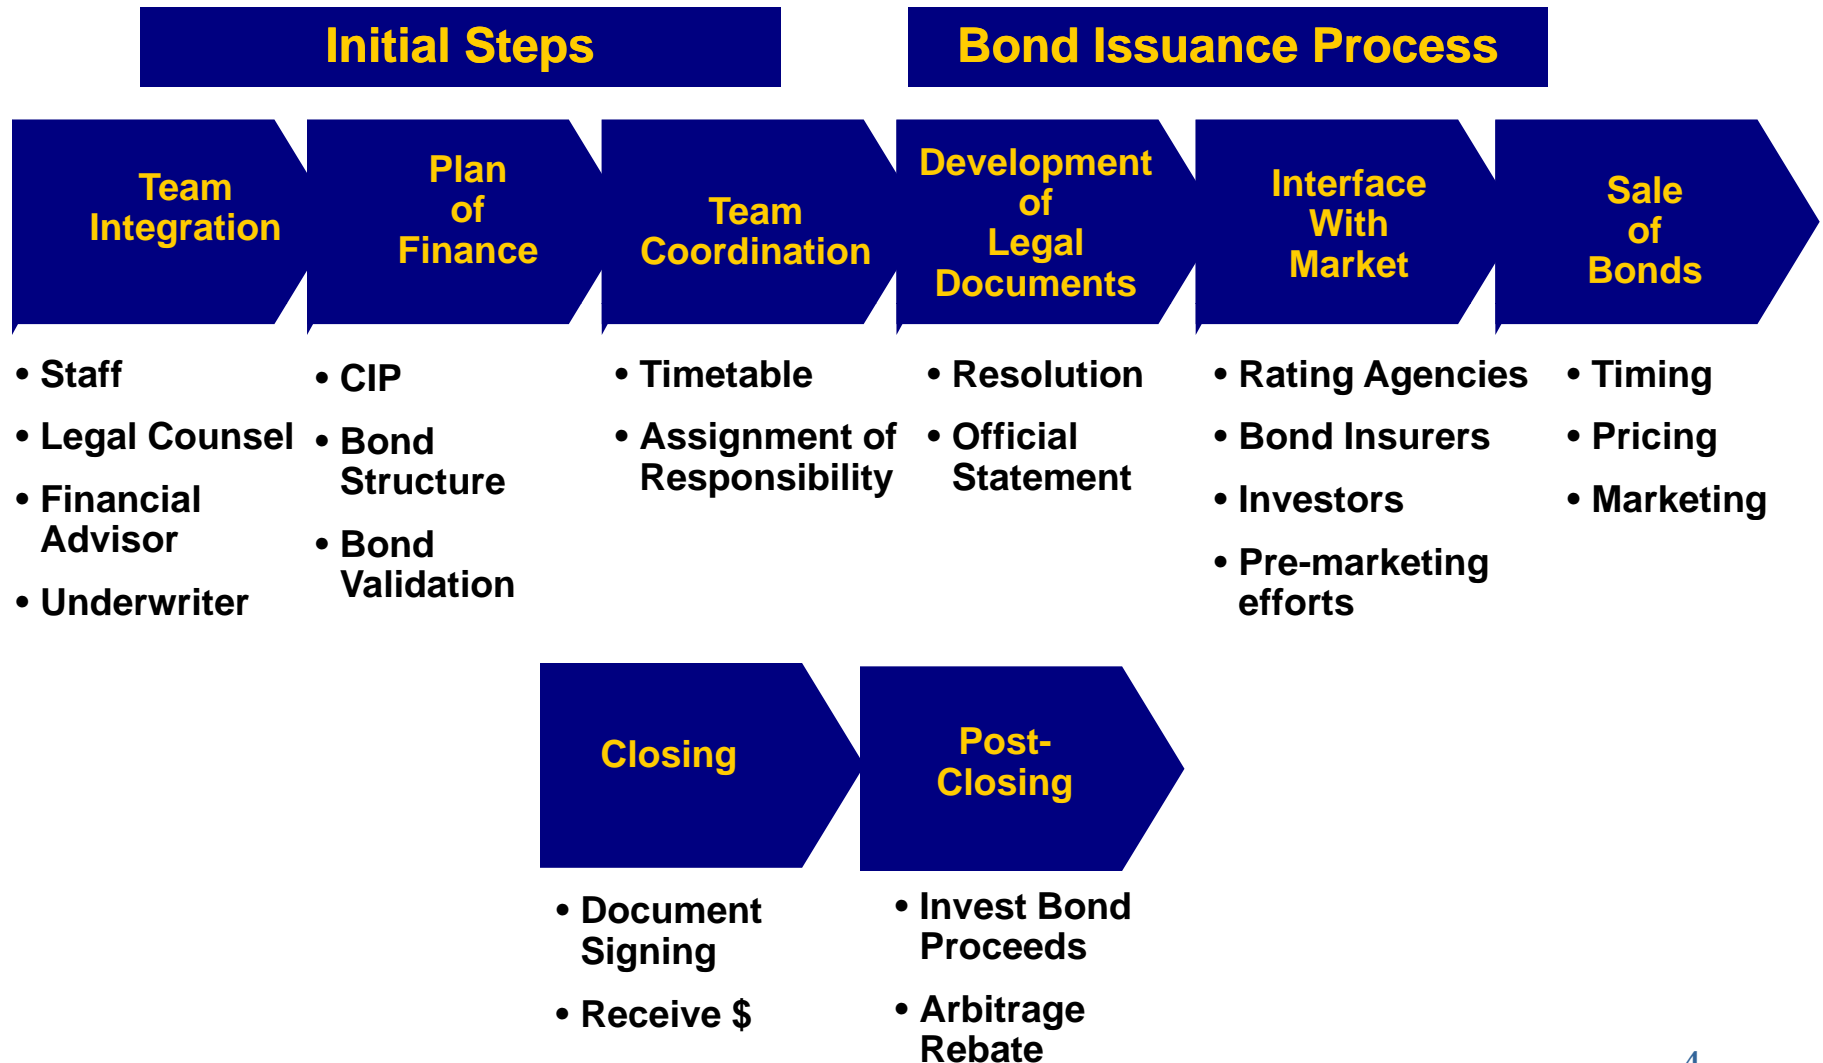 Initial Steps
Bond Issuance Process
Team
Integration
Plan
of
Finance
Team
Coordination
Development
of
Legal
Documents
Interface
With
Market
Sale
of
Bonds
• Staff
• Legal Counsel
• Financial
Advisor
• Underwriter
• CIP
• Bond
Structure
• Bond
Validation
• Timetable
• Assignment of
Responsibility
• Resolution
• Official
Statement
• Rating Agencies
• Bond Insurers
• Investors
• Pre-marketing
efforts
• Timing
• Pricing
• Marketing
Closing
Post-
Closing
• Document
Signing
• Receive $
• Invest Bond
Proceeds
• Arbitrage
Rebate
4